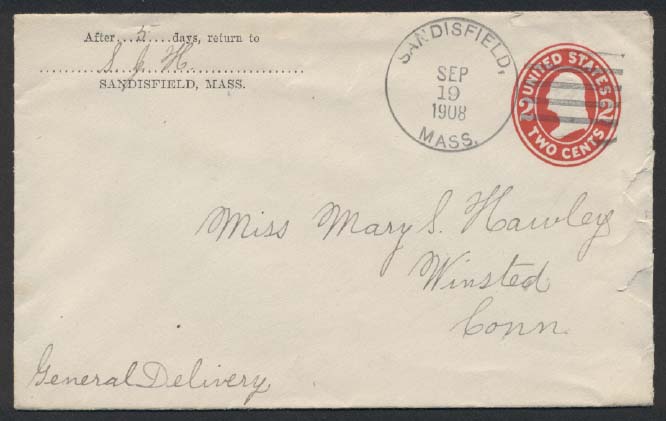 After...5...days, return to
S. G. H.
SANDISFIELD, MASS.
SANDISFIELD,
SEP
19
1908
MASS.
UNITED STATES
2 2
TWO CENTS
Miss Mary S. Hawley
Winsted
Conn.
General Delivery